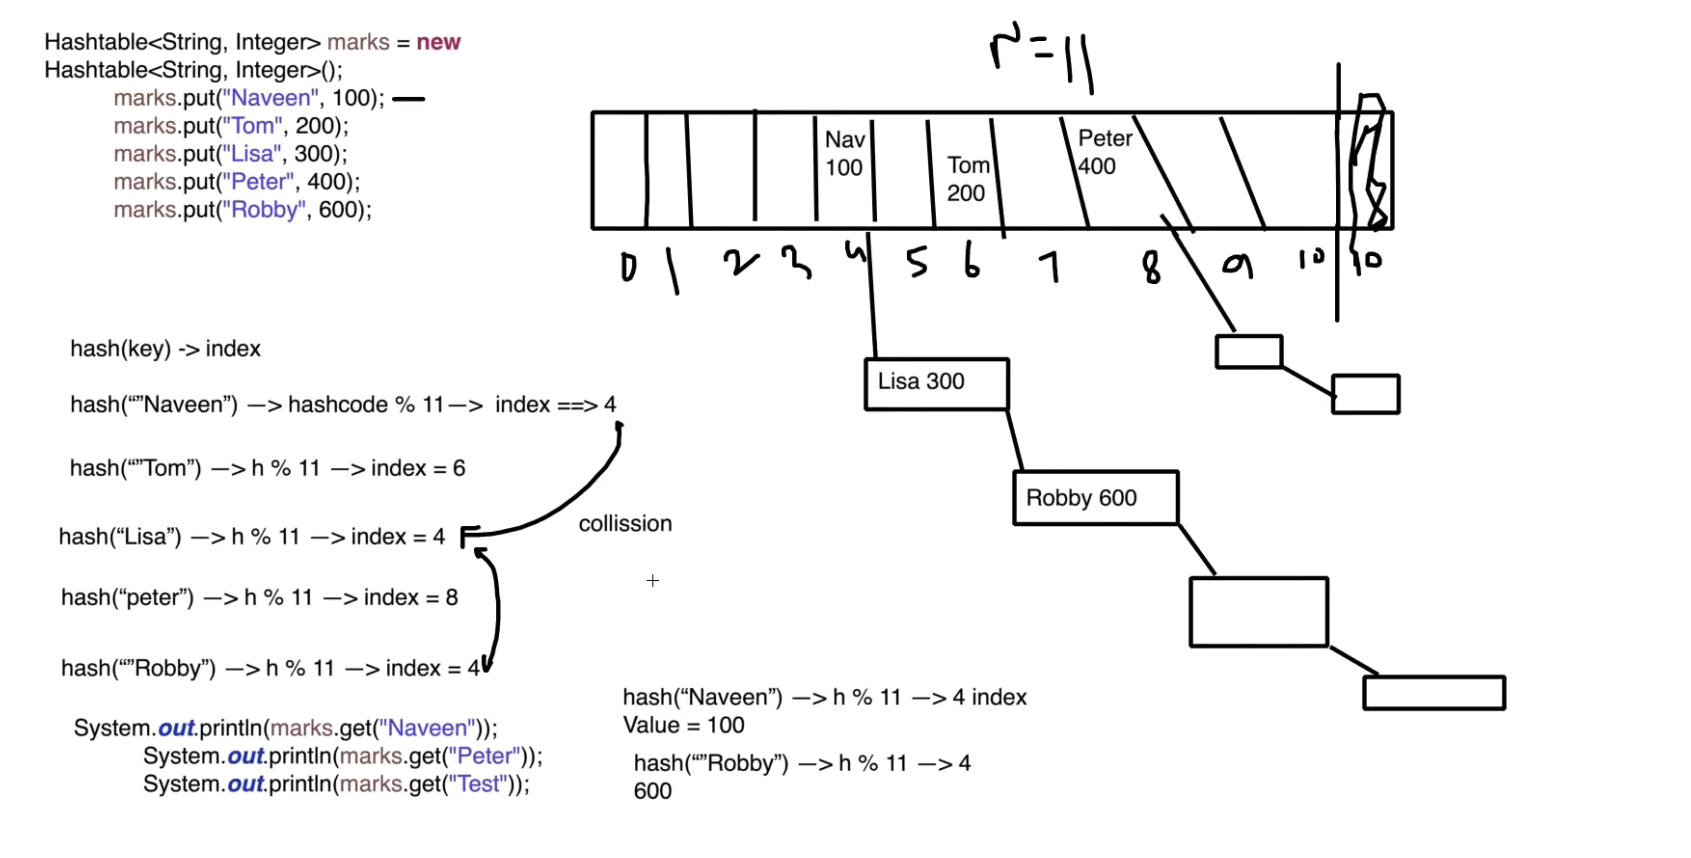 Hashtable<String, Integer> marks = new
Hashtable<String, Integer>();
marks.put("Naveen", 100);
marks.put("Tom", 200);
marks.put("Lisa", 300);
marks.put("Peter", 400);
marks.put("Robby", 600);
=11
Nav
100
Tom
200
Peter
400
0 1 2 3 4 5 6 7 8 9 10 10
hash(key) -> index
hash(“”Naveen”) —> hashcode % 11—> index ==> 4
hash(“”Tom”) —> h % 11 —> index = 6
hash(“Lisa”) —> h % 11 —> index = 4
collission
hash(“peter”) —> h % 11 —> index = 8
hash(“”Robby”) —> h % 11 —> index = 4
Lisa 300
Robby 600
System.out.println(marks.get("Naveen"));
System.out.println(marks.get("Peter"));
System.out.println(marks.get("Test"));
hash(“Naveen”) —> h % 11 —> 4 index
Value = 100
hash(“”Robby”) —> h % 11 —> 4
600